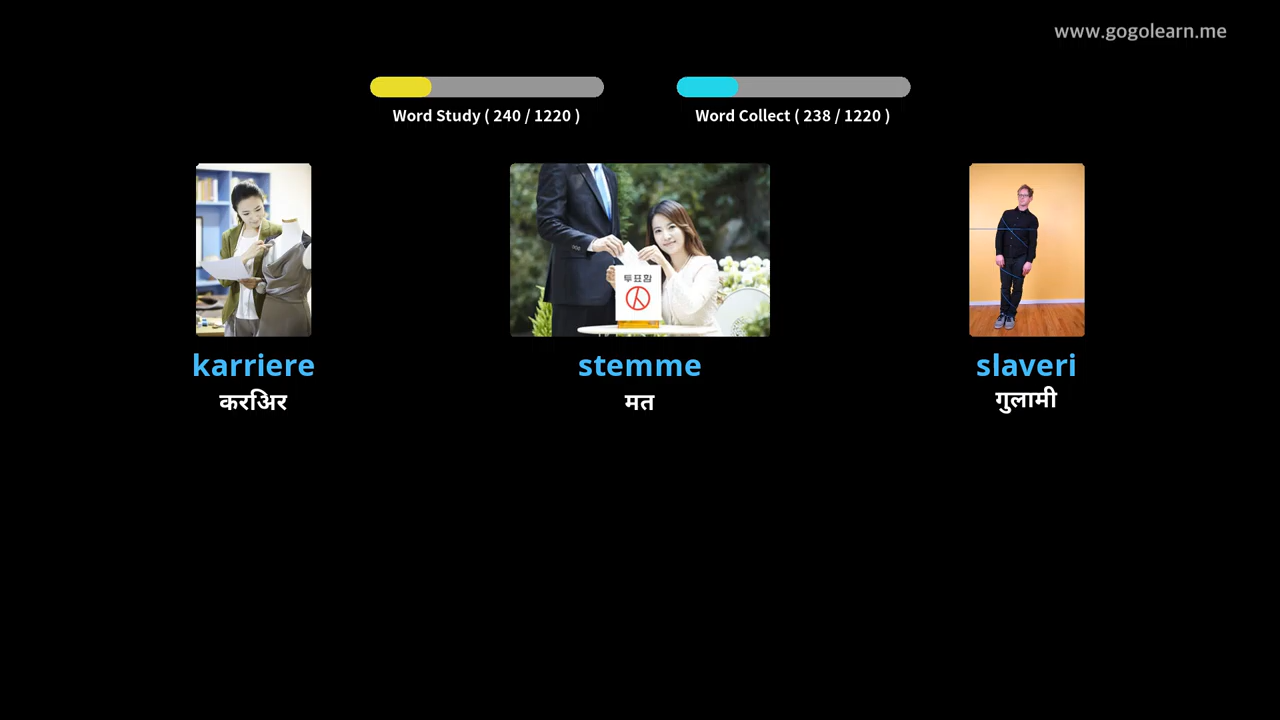 www.gogolearn.me
Word Study ( 240 / 1220 )
Word Collect ( 238 / 1220 )
투표함
karriere
stemme
slaveri
करिअर
मत
गुलामी